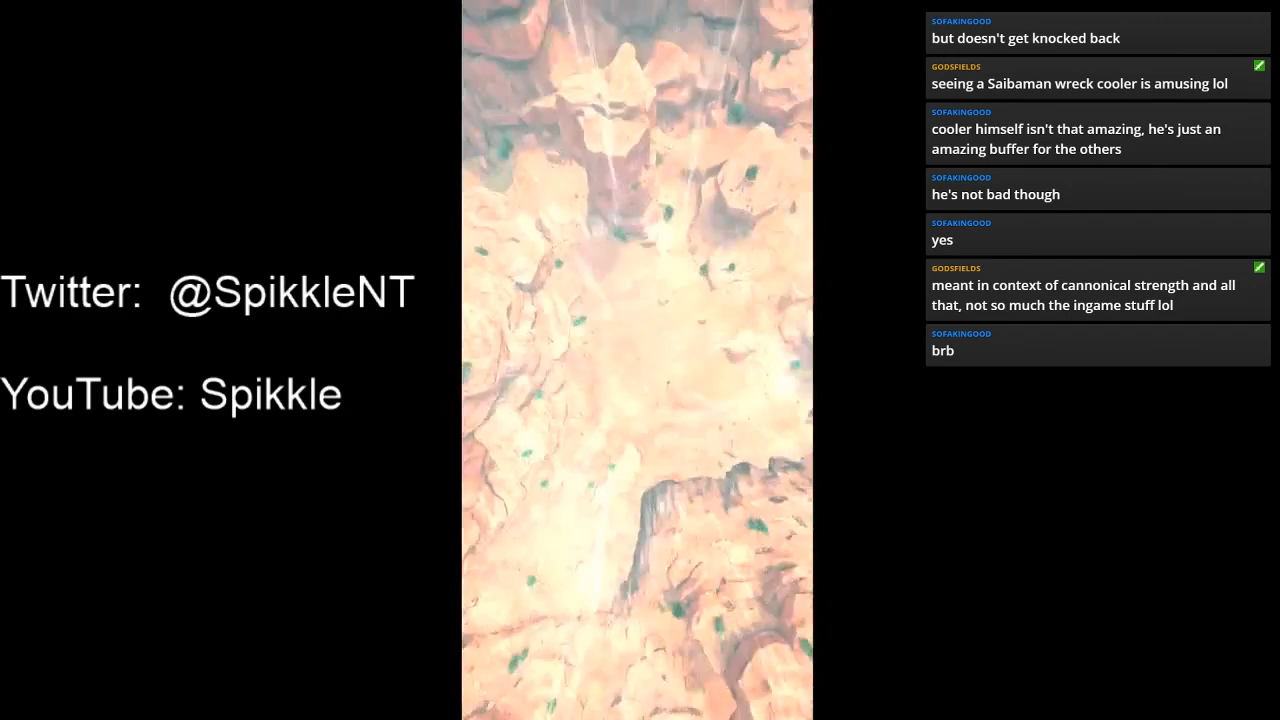 Twitter: @SpikkleNT
YouTube: Spikkle
SOFAKINGOOD
but doesn't get knocked back
GODSFIELDS
seeing a Saibaman wreck cooler is amusing lol
SOFAKINGOOD
cooler himself isn't that amazing, he's just an
amazing buffer for the others
SOFAKINGOOD
he's not bad though
SOFAKINGOOD
yes
GODSFIELDS
meant in context of cannonical strength and all
that, not so much the ingame stuff lol
SOFAKINGOOD
brb